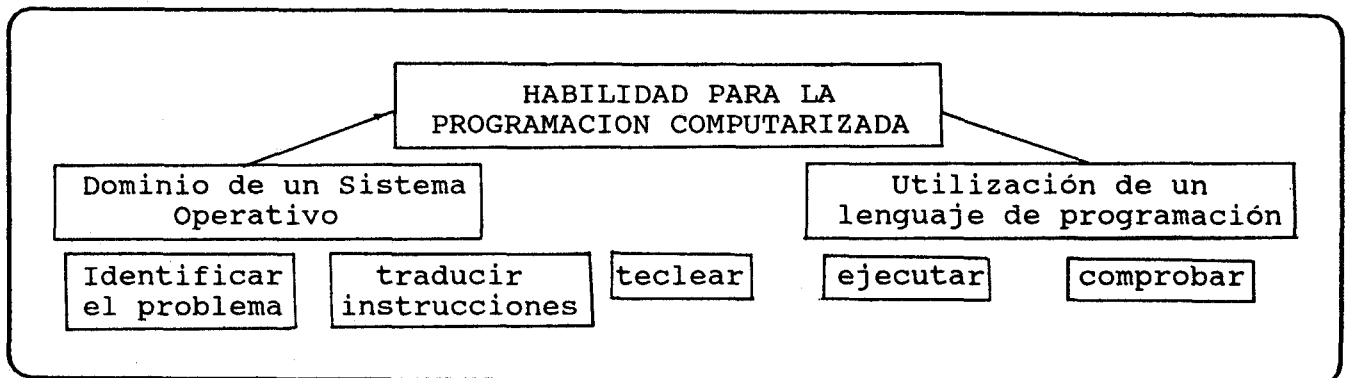 HABILIDAD PARA LA
PROGRAMACION COMPUTARIZADA
Dominio de un Sistema
Operativo
Utilización de un
lenguaje de programación
Identificar
el problema
traducir
instrucciones
teclear
ejecutar
comprobar